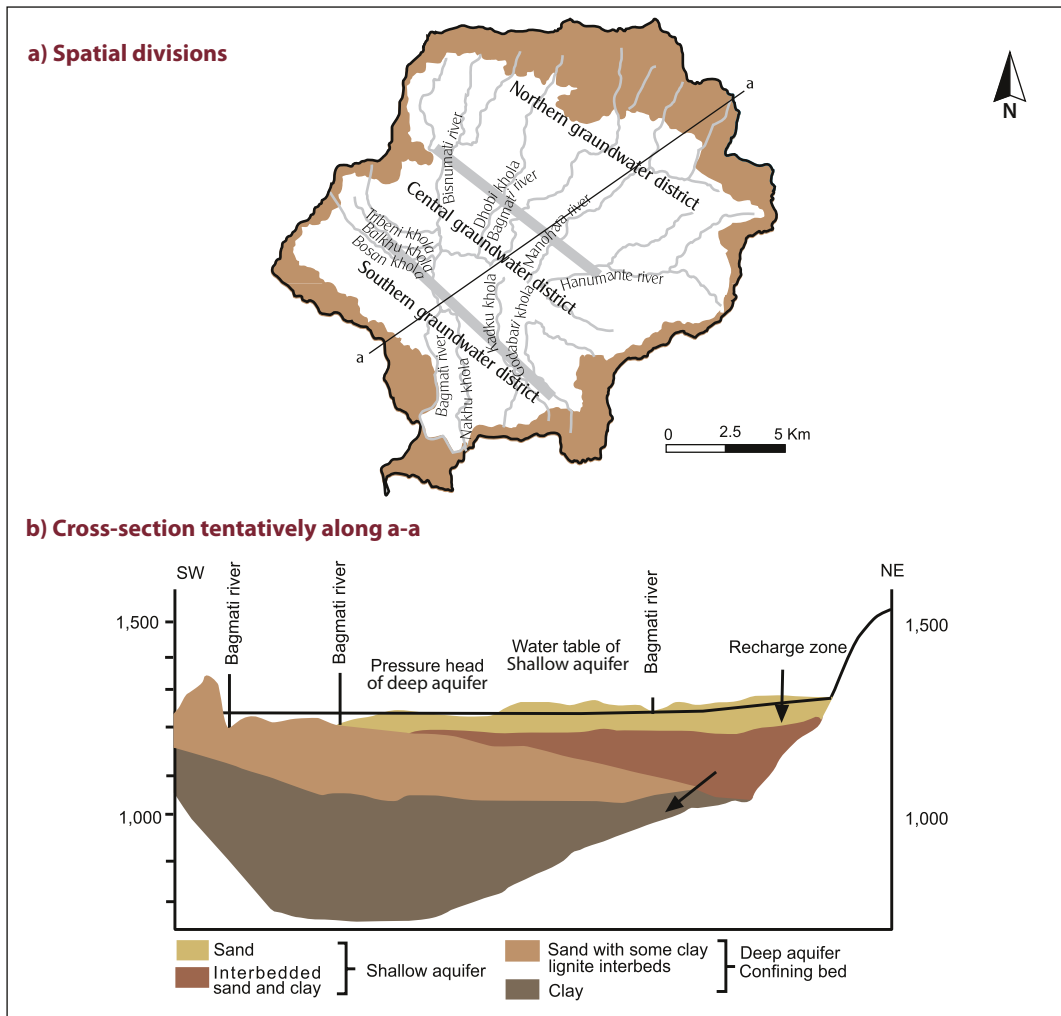 a) Spatial divisions
a
N
Northern graundwater district
Bisnumati river
Dhobi khola
Bagmati river
Manohara river
Central graundwater district
Tribeni khola
Balkhu khola
Bosan khola
Hanumante river
Southern graundwater district
Kadku khola
Godabari khola
a
Bagmati river
Nakhu khola
0 2.5 5 Km
b) Cross-section tentatively along a-a
SW
NE
Bagmati river
Bagmati river
Bagmati river
1,500
1,500
Pressure head
of deep aquifer
Water table of
Shallow aquifer
Recharge zone
1,000
1,000
Sand
Interbedded
sand and clay
Shallow aquifer
Sand with some clay
lignite interbeds
Clay
Deep aquifer
Confining bed